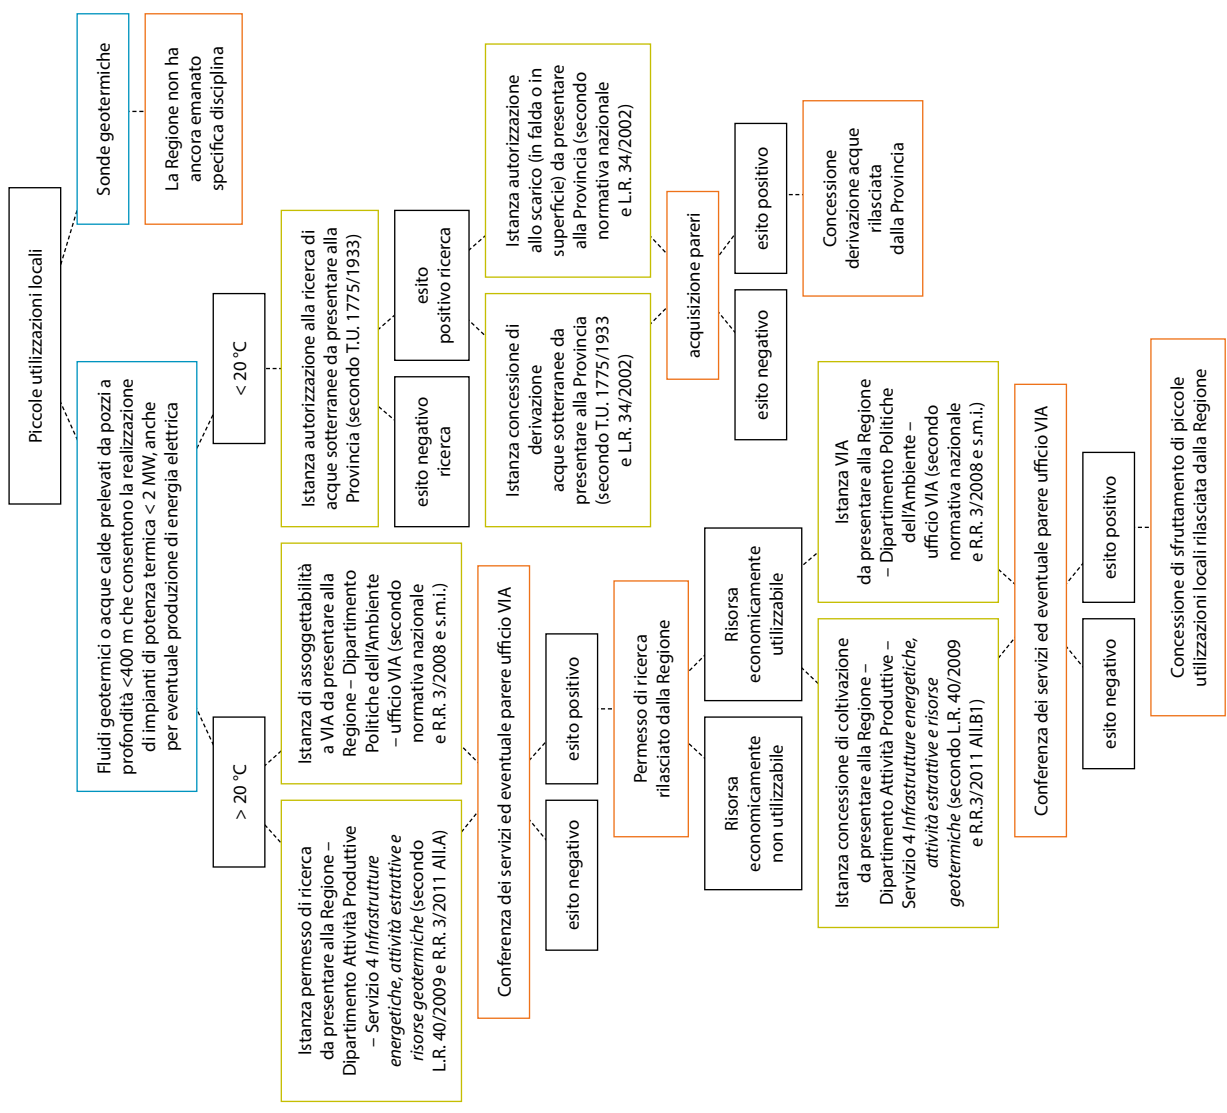 Piccole utilizzazioni locali
Fluidi geotermici o acque calde prelevati da pozzi a
profondità <400 m che consentono la realizzazione
di impianti di potenza termica < 2 MW, anche
per eventuale produzione di energia elettrica
Sonde geotermiche
La Regione non ha
ancora emanato
specifica disciplina
> 20 °C
< 20 °C
Istanza permesso di ricerca
da presentare alla Regione –
Dipartimento Attività Produttive
– Servizio 4 Infrastrutture
energetiche, attività estrattive e
risorse geotermiche (secondo
L.R. 40/2009 e R.R. 3/2011 All.A)
Istanza di assoggettabilità
a VIA da presentare alla
Regione – Dipartimento
Politiche dell'Ambiente
– ufficio VIA (secondo
normativa nazionale
e R.R. 3/2008 e s.m.i.)
Istanza autorizzazione alla ricerca di
acque sotterranee da presentare alla
Provincia (secondo T.U. 1775/1933)
esito negativo
ricerca
esito
positivo ricerca
Conferenza dei servizi ed eventuale parere ufficio VIA
esito negativo
esito positivo
Istanza concessione di
derivazione
acque sotterranee da
presentare alla Provincia
(secondo T.U. 1775/1933
e L.R. 34/2002)
Istanza autorizzazione
allo scarico (in falda o in
superficie) da presentare
alla Provincia (secondo
normativa nazionale
e L.R. 34/2002)
Permesso di ricerca
rilasciato dalla Regione
acquisizione pareri
Risorsa
economicamente
non utilizzabile
Risorsa
economicamente
utilizzabile
esito negativo
esito positivo
Concessione
derivazione acque
rilasciata
dalla Provincia
Istanza concessione di coltivazione
da presentare alla Regione –
Dipartimento Attività Produttive –
Servizio 4 Infrastrutture energetiche,
attività estrattive e risorse
geotermiche (secondo L.R. 40/2009
e R.R.3/2011 All.B1)
Istanza VIA
da presentare alla Regione
– Dipartimento Politiche
dell'Ambiente –
ufficio VIA (secondo
normativa nazionale
e R.R. 3/2008 e s.m.i.)
Conferenza dei servizi ed eventuale parere ufficio VIA
esito negativo
esito positivo
Concessione di sfruttamento di piccole
utilizzazioni locali rilasciata dalla Regione